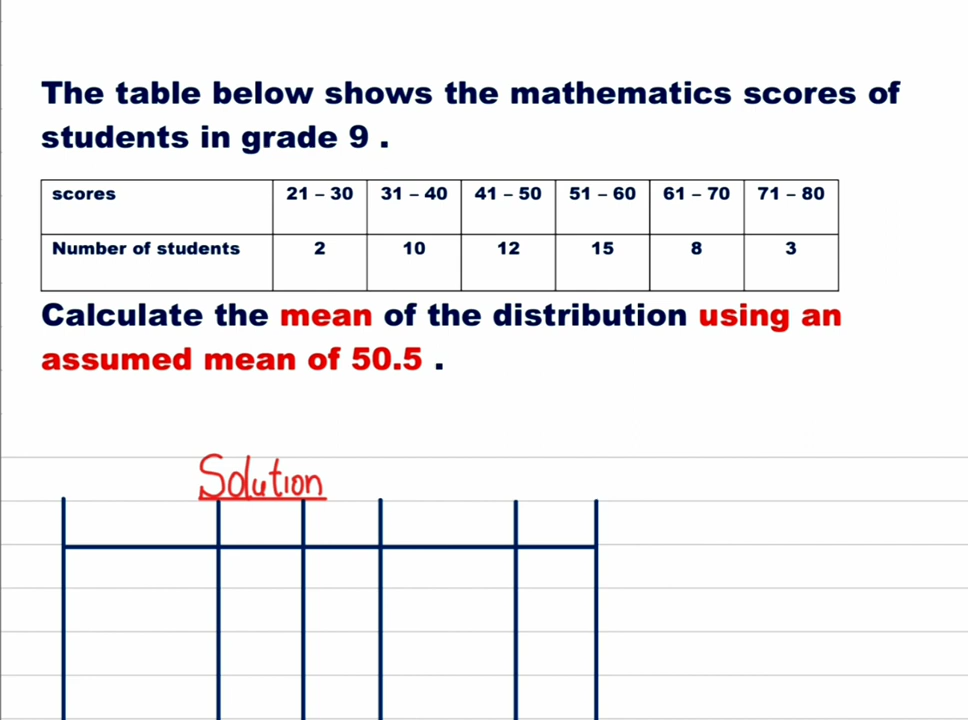 The table below shows the mathematics scores of
students in grade 9 .
scores 21 – 30 31 – 40 41 – 50 51 – 60 61 – 70 71 – 80
Number of students 2 10 12 15 8 3
Calculate the mean of the distribution using an
assumed mean of 50.5 .
Solution